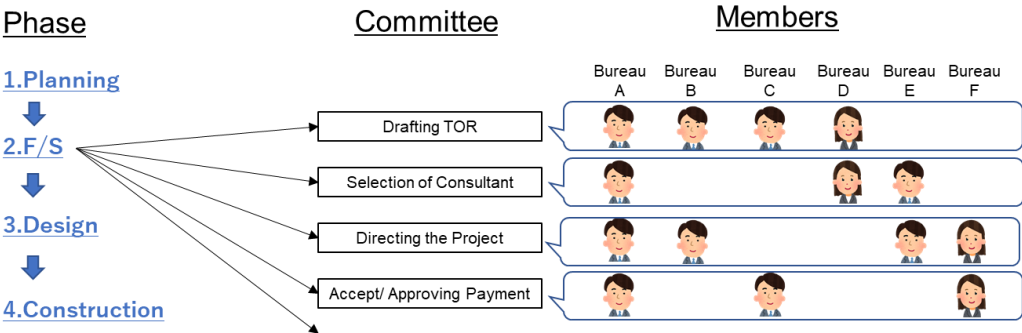 Phase
Committee
Members
Bureau A
Bureau B
Bureau C
Bureau D
Bureau E
Bureau F
1.Planning
2.F/S
3.Design
4.Construction
Drafting TOR
Selection of Consultant
Directing the Project
Accept/ Approving Payment